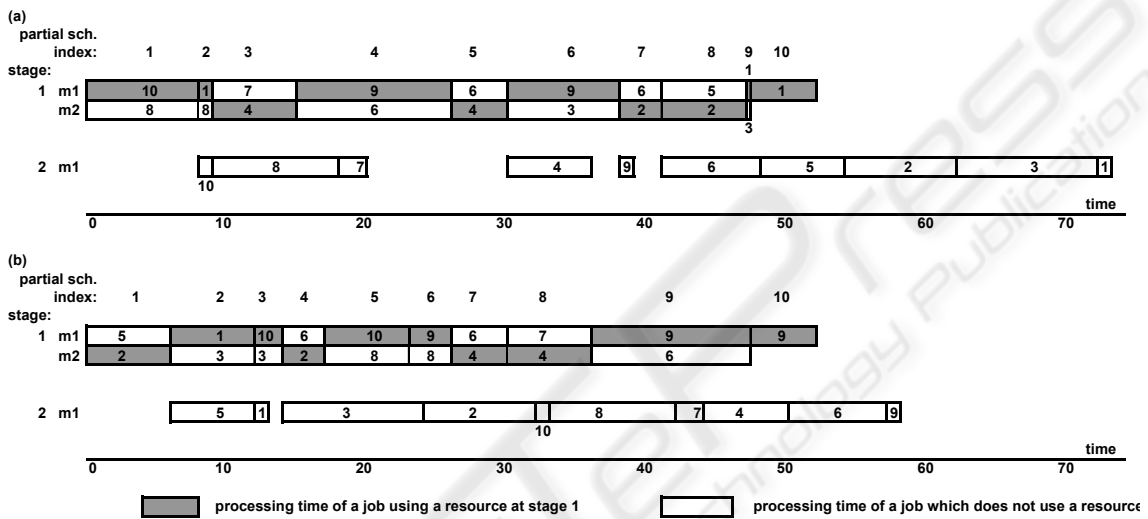 (a)
partial sch.
index: 1 2 3 4 5 6 7 8 9 10
stage: 1
1 m1 10 1 7 9 6 9 6 5 1
m2 8 8 4 6 4 3 2 2
3
2 m1 8 7 4 9 6 5 2 3 1
10
time
0 10 20 30 40 50 60 70
(b)
partial sch.
index: 1 2 3 4 5 6 7 8 9 10
stage:
1 m1 5 1 10 6 10 9 6 7 9 9
m2 2 3 3 2 8 8 4 4 6
2 m1 5 1 3 2 8 7 4 6 9
10
time
0 10 20 30 40 50 60 70
processing time of a job using a resource at stage 1 processing time of a job which does not use a resource
SciTePress
Science and Technology Publications